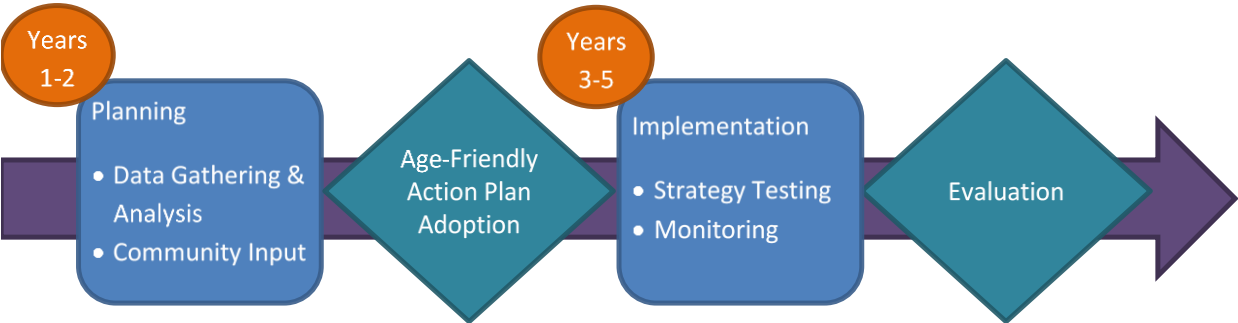 Years
1-2
Planning
• Data Gathering &
Analysis
• Community Input
Age-Friendly
Action Plan
Adoption
Years
3-5
Implementation
• Strategy Testing
• Monitoring
Evaluation